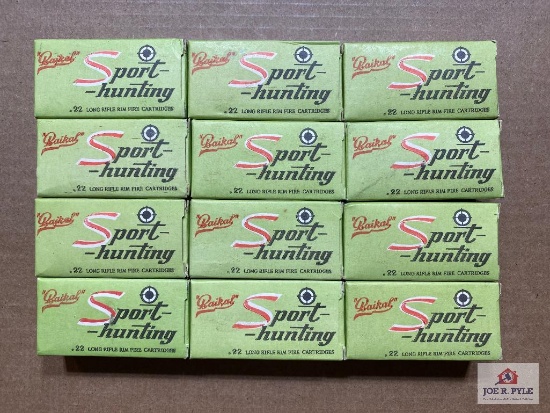 "Baikal" Sport-
-hunting
.22 LONG RIFLE RIM FIRE CARTRIDGES
"Baikal" Sport-
-hunting
.22 LONG RIFLE RIM FIRE CARTRIDGES
"Baikal" Sport-
-hunting
.22 LONG RIFLE RIM FIRE CARTRIDGES
"Baikal" Sport-
-hunting
.22 LONG RIFLE RIM FIRE CARTRIDGES
"Baikal" Sport-
-hunting
.22 LONG RIFLE RIM FIRE CARTRIDGES
"Baikal" Sport-
-hunting
.22 LONG RIFLE RIM FIRE CARTRIDGES
"Baikal" Sport-
-hunting
.22 LONG RIFLE RIM FIRE CARTRIDGES
"Baikal" Sport-
-hunting
.22 LONG RIFLE RIM FIRE CARTRIDGES
"Baikal" Sport-
-hunting
.22 LONG RIFLE RIM FIRE CARTRIDGES
"Baikal" Sport-
-hunting
.22 LONG RIFLE RIM FIRE CARTRIDGES
"Baikal" Sport-
-hunting
.22 LONG RIFLE RIM FIRE CARTRIDGES
"Baikal" Sport-
-hunting
.22 LONG RIFLE RIM FIRE CARTRIDGES
JOE R. PYLE